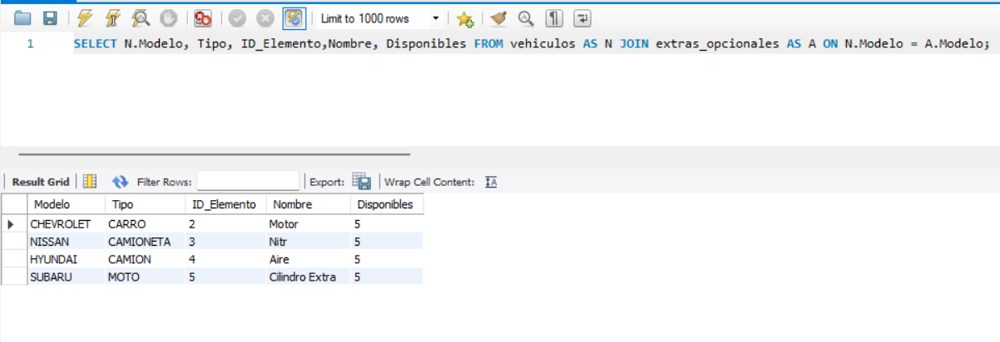 Limit to 1000 rows
1 SELECT N.Modelo, Tipo, ID_Elemento,Nombre, Disponibles FROM vehiculos AS N JOIN extras_opcionales AS A ON N.Modelo = A.Modelo;
Result Grid Filter Rows: Export: Wrap Cell Content: IA
Modelo Tipo ID_Elemento Nombre Disponibles
CHEVROLET CARRO 2 Motor 5
NISSAN CAMIONETA 3 Nitr 5
HYUNDAI CAMION 4 Aire 5
SUBARU MOTO 5 Cilindro Extra 5